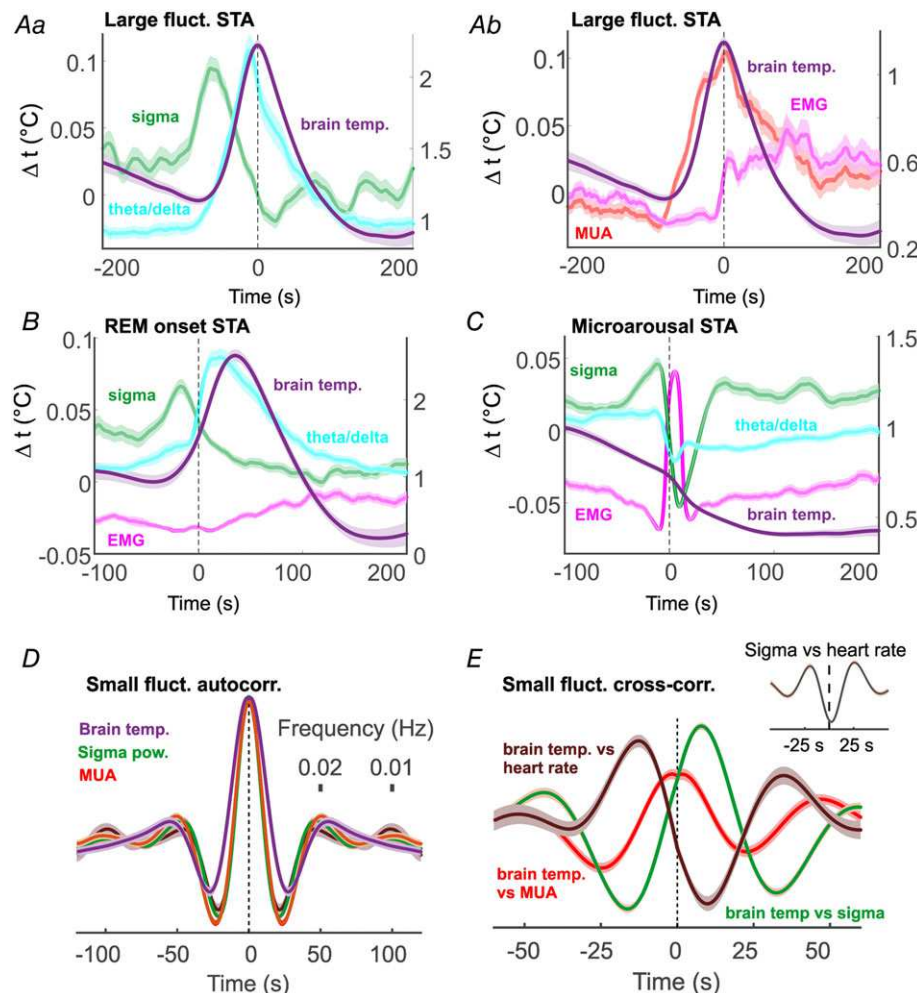 Aa
Large fluct. STA
0.1
0.05
0
Δ t (°C)
2
1.5
1
sigma
brain temp.
theta/delta
-200
0
200
Time (s)
Ab
Large fluct. STA
0.1
0.05
0
Δ t (°C)
1
0.6
0.2
brain temp.
EMG
MUA
-200
0
200
Time (s)
B
REM onset STA
0.1
0.05
0
-0.05
Δ t (°C)
2
1
0
sigma
brain temp.
theta/delta
EMG
-100
0
100
200
Time (s)
C
Microarousal STA
0.05
0
-0.05
Δ t (°C)
1.5
1
0.5
sigma
theta/delta
EMG
brain temp.
-100
0
100
200
Time (s)
D
Small fluct. autocorr.
Brain temp.
Sigma pow.
MUA
Frequency (Hz)
0.02
0.01
-100
-50
0
50
100
Time (s)
E
Small fluct. cross-corr.
Sigma vs heart rate
-25 s
25 s
brain temp. vs
heart rate
brain temp.
vs MUA
brain temp vs sigma
-50
-25
0
25
50
Time (s)